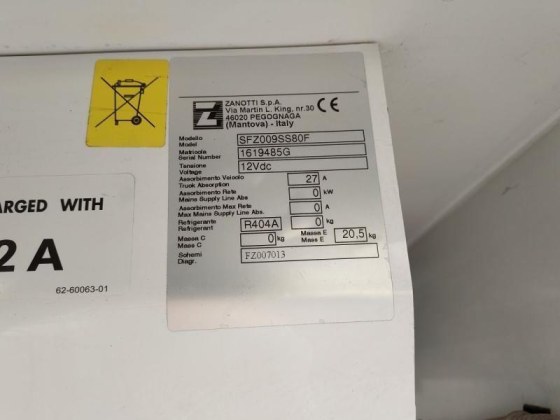 ZANOTTI S.p.A.
Via Martin L. King, nr.30
46020 PEGOGNAGA
(Mantova) - Italy
CE
Modello
Model
SFZ009SS80F
Matricola
Serial Number
1619485G
Tensione
Voltage
12Vdc
Assorbimento Veicolo
Truck Absorption
27 A
Assorbimento Rete
Mains Supply Line Abs
0 kW
Assorbimento Max Rete
Max Mains Supply Line Abs.
0 A
Refrigerante
Refrigerant
R404A
Massa C
Mass C
0 kg
Massa E
Mass E
20,5 kg
Schemi
Diagr.
FZ007013
ARGED WITH
2 A
62-60063-01